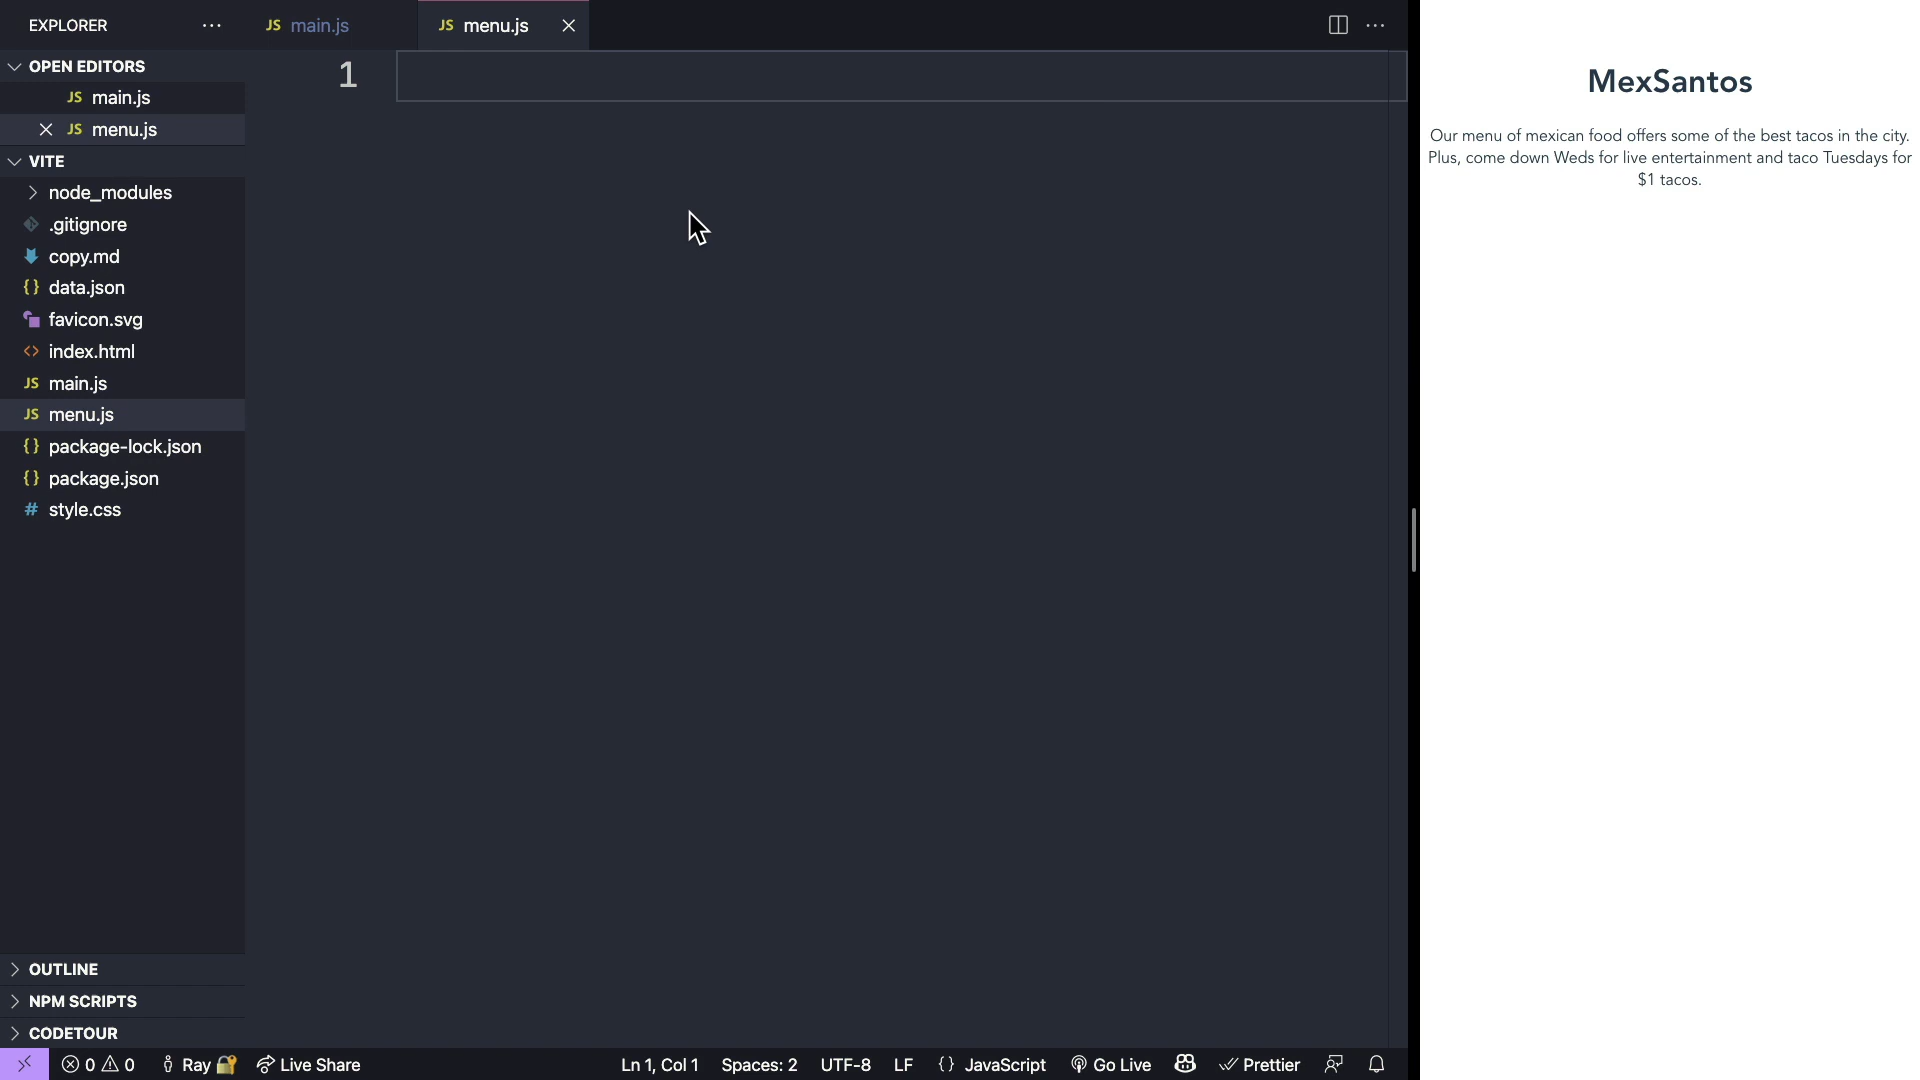 EXPLORER
JS main.js
JS menu.js
OPEN EDITORS
JS main.js
JS menu.js
VITE
node_modules
.gitignore
copy.md
{} data.json
favicon.svg
<> index.html
JS main.js
JS menu.js
{} package-lock.json
{} package.json
# style.css
OUTLINE
NPM SCRIPTS
CODETOUR
1
MexSantos
Our menu of mexican food offers some of the best tacos in the city.
Plus, come down Weds for live entertainment and taco Tuesdays for
$1 tacos.
0 0 Ray Live Share Ln 1, Col 1 Spaces: 2 UTF-8 LF {} JavaScript Go Live Prettier